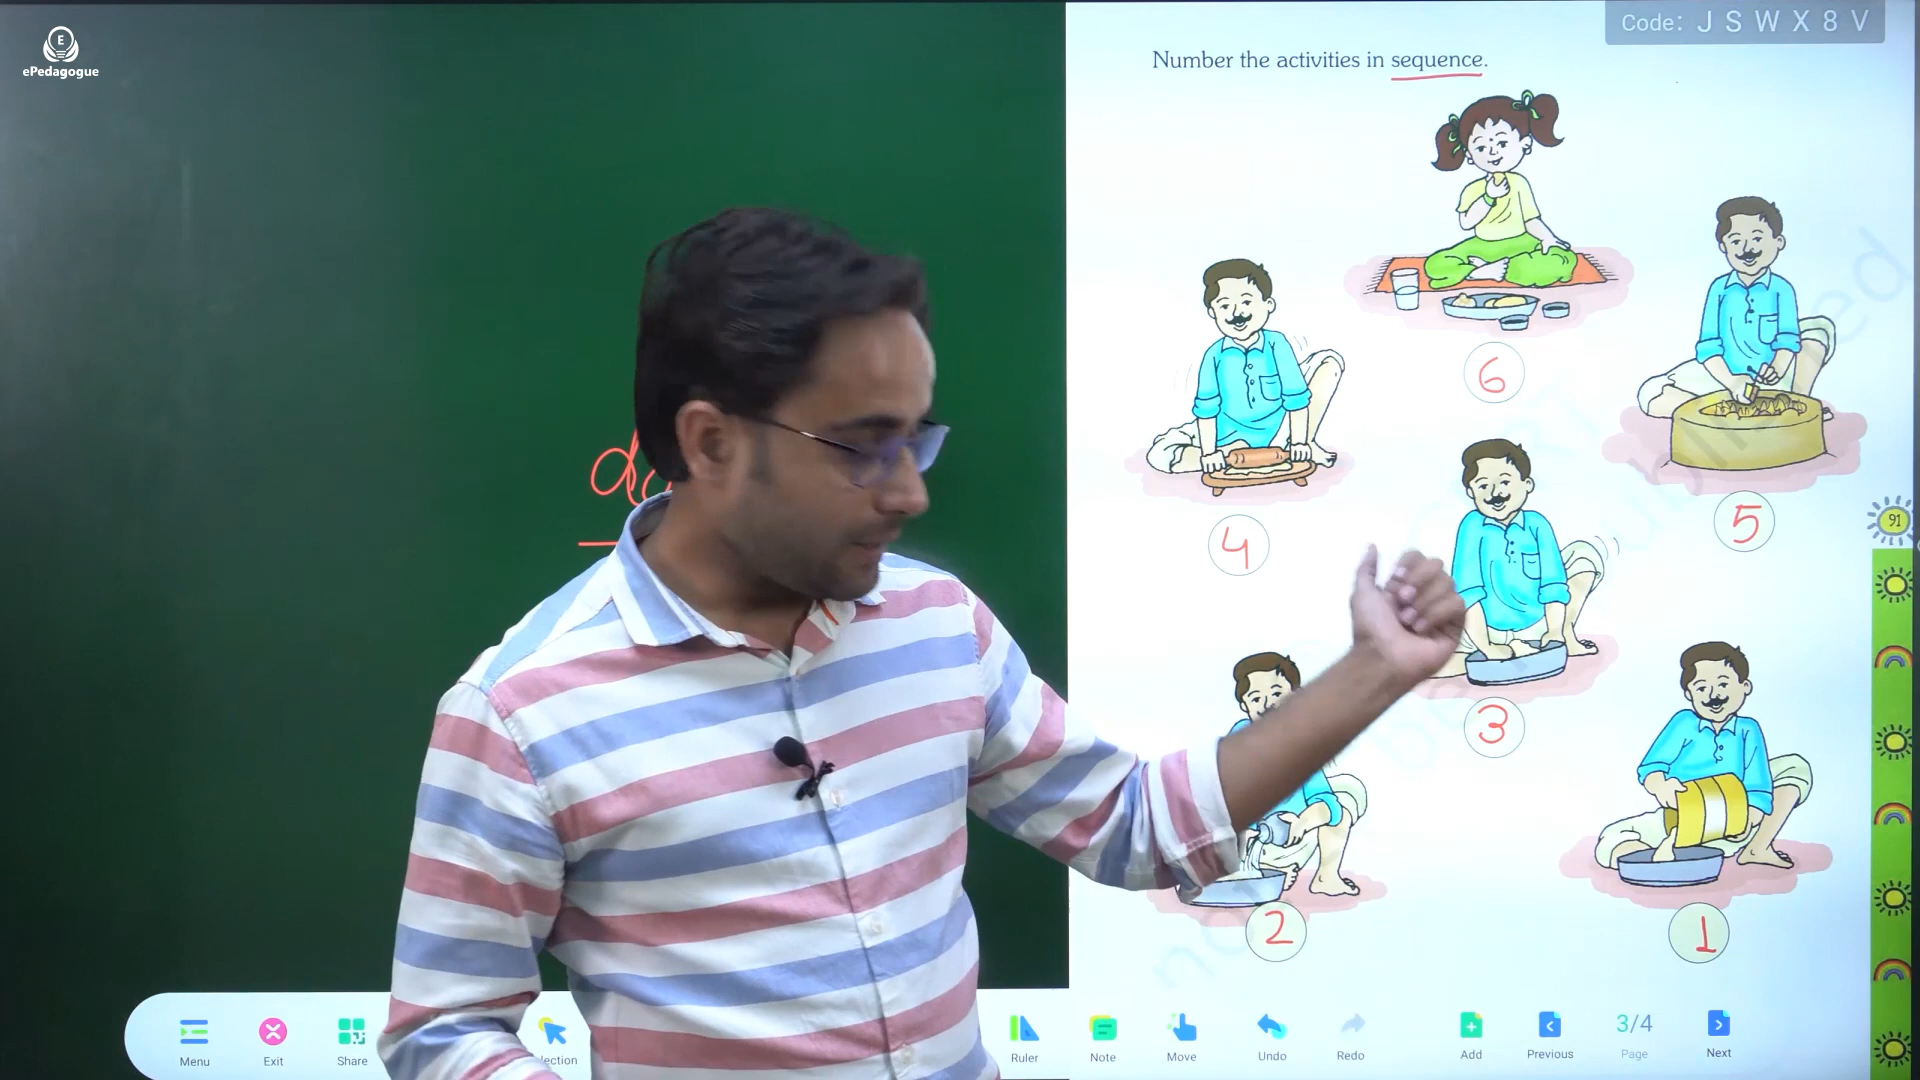 ePedagogue
Code: J S W X 8 V
Number the activities in sequence.
6
5
4
91
3
2
1
Menu
Exit
Share
Ruler
Note
Move
Undo
Redo
Add
Previous
3/4
Page
Next